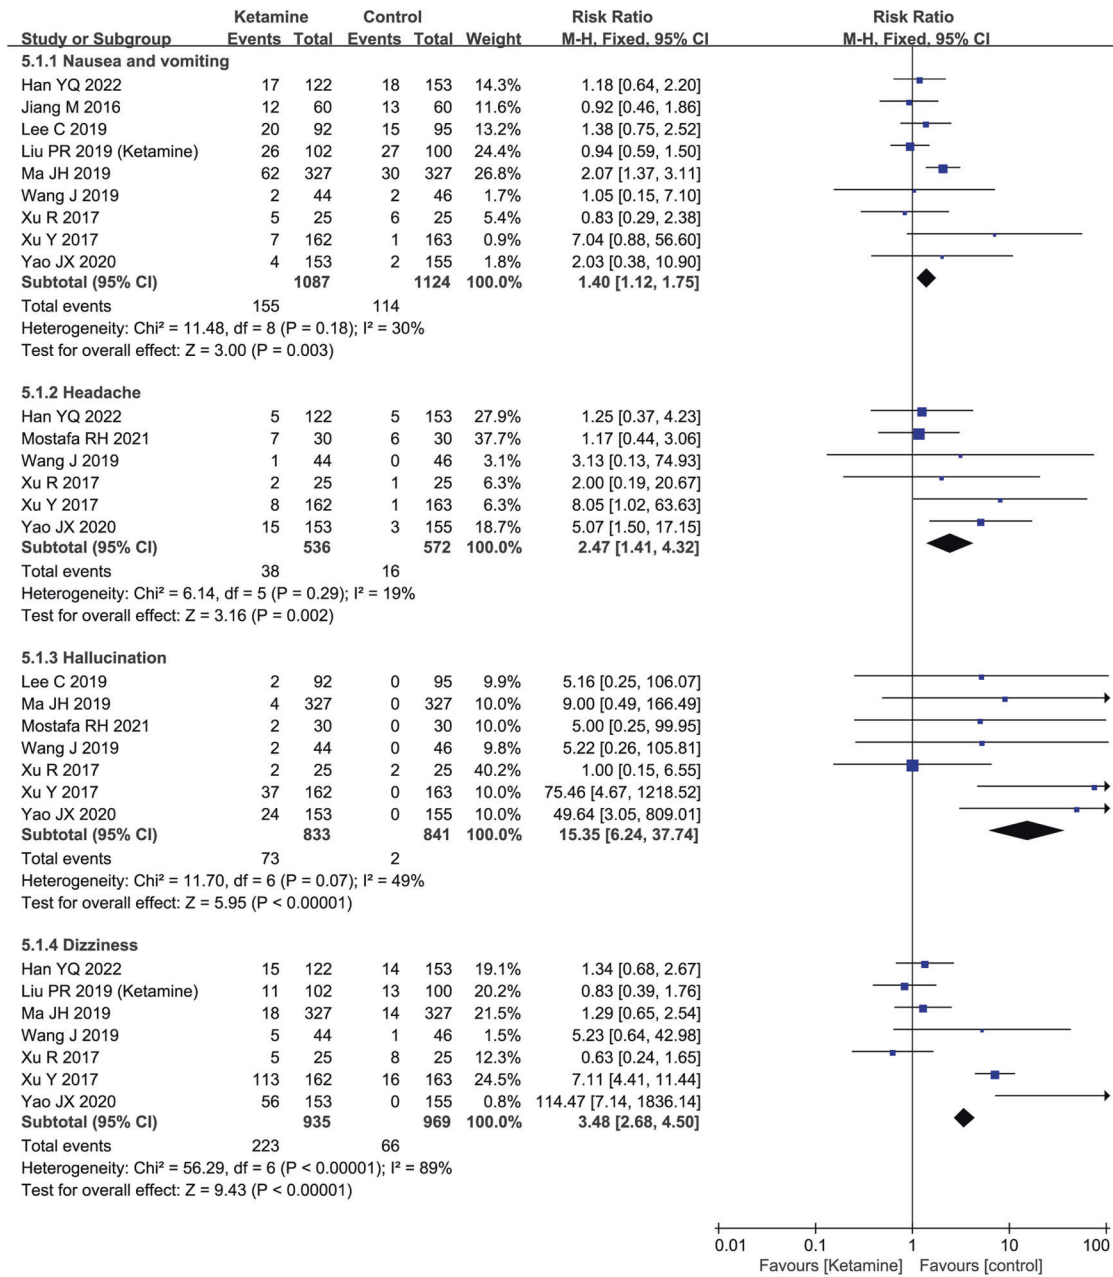 Ketamine Control Risk Ratio Risk Ratio
Study or Subgroup Events Total Events Total Weight M-H, Fixed, 95% CI M-H, Fixed, 95% CI
5.1.1 Nausea and vomiting
Han YQ 2022 17 122 18 153 14.3% 1.18 [0.64, 2.20]
Jiang M 2016 12 60 13 60 11.6% 0.92 [0.46, 1.86]
Lee C 2019 20 92 15 95 13.2% 1.38 [0.75, 2.52]
Liu PR 2019 (Ketamine) 26 102 27 100 24.4% 0.94 [0.59, 1.50]
Ma JH 2019 62 327 30 327 26.8% 2.07 [1.37, 3.11]
Wang J 2019 2 44 2 46 1.7% 1.05 [0.15, 7.10]
Xu R 2017 5 25 6 25 5.4% 0.83 [0.29, 2.38]
Xu Y 2017 7 162 1 163 0.9% 7.04 [0.88, 56.60]
Yao JX 2020 4 153 2 155 1.8% 2.03 [0.38, 10.90]
Subtotal (95% CI) 1087 1124 100.0% 1.40 [1.12, 1.75]
Total events 155 114
Heterogeneity: Chi² = 11.48, df = 8 (P = 0.18); I² = 30%
Test for overall effect: Z = 3.00 (P = 0.003)
5.1.2 Headache
Han YQ 2022 5 122 5 153 27.9% 1.25 [0.37, 4.23]
Mostafa RH 2021 7 30 6 30 37.7% 1.17 [0.44, 3.06]
Wang J 2019 1 44 0 46 3.1% 3.13 [0.13, 74.93]
Xu R 2017 2 25 1 25 6.3% 2.00 [0.19, 20.67]
Xu Y 2017 8 162 1 163 6.3% 8.05 [1.02, 63.63]
Yao JX 2020 15 153 3 155 18.7% 5.07 [1.50, 17.15]
Subtotal (95% CI) 536 572 100.0% 2.47 [1.41, 4.32]
Total events 38 16
Heterogeneity: Chi² = 6.14, df = 5 (P = 0.29); I² = 19%
Test for overall effect: Z = 3.16 (P = 0.002)
5.1.3 Hallucination
Lee C 2019 2 92 0 95 9.9% 5.16 [0.25, 106.07]
Ma JH 2019 4 327 0 327 10.0% 9.00 [0.49, 166.49]
Mostafa RH 2021 2 30 0 30 10.0% 5.00 [0.25, 99.95]
Wang J 2019 2 44 0 46 9.8% 5.22 [0.26, 105.81]
Xu R 2017 2 25 2 25 40.2% 1.00 [0.15, 6.55]
Xu Y 2017 37 162 0 163 10.0% 75.46 [4.67, 1218.52]
Yao JX 2020 24 153 0 155 10.0% 49.64 [3.05, 809.01]
Subtotal (95% CI) 833 841 100.0% 15.35 [6.24, 37.74]
Total events 73 2
Heterogeneity: Chi² = 11.70, df = 6 (P = 0.07); I² = 49%
Test for overall effect: Z = 5.95 (P < 0.00001)
5.1.4 Dizziness
Han YQ 2022 15 122 14 153 19.1% 1.34 [0.68, 2.67]
Liu PR 2019 (Ketamine) 11 102 13 100 20.2% 0.83 [0.39, 1.76]
Ma JH 2019 18 327 14 327 21.5% 1.29 [0.65, 2.54]
Wang J 2019 5 44 1 46 1.5% 5.23 [0.64, 42.98]
Xu R 2017 5 25 8 25 12.3% 0.63 [0.24, 1.65]
Xu Y 2017 113 162 16 163 24.5% 7.11 [4.41, 11.44]
Yao JX 2020 56 153 0 155 0.8% 114.47 [7.14, 1836.14]
Subtotal (95% CI) 935 969 100.0% 3.48 [2.68, 4.50]
Total events 223 66
Heterogeneity: Chi² = 56.29, df = 6 (P < 0.00001); I² = 89%
Test for overall effect: Z = 9.43 (P < 0.00001)
0.01 0.1 1 10 100
Favours [Ketamine] Favours [control]